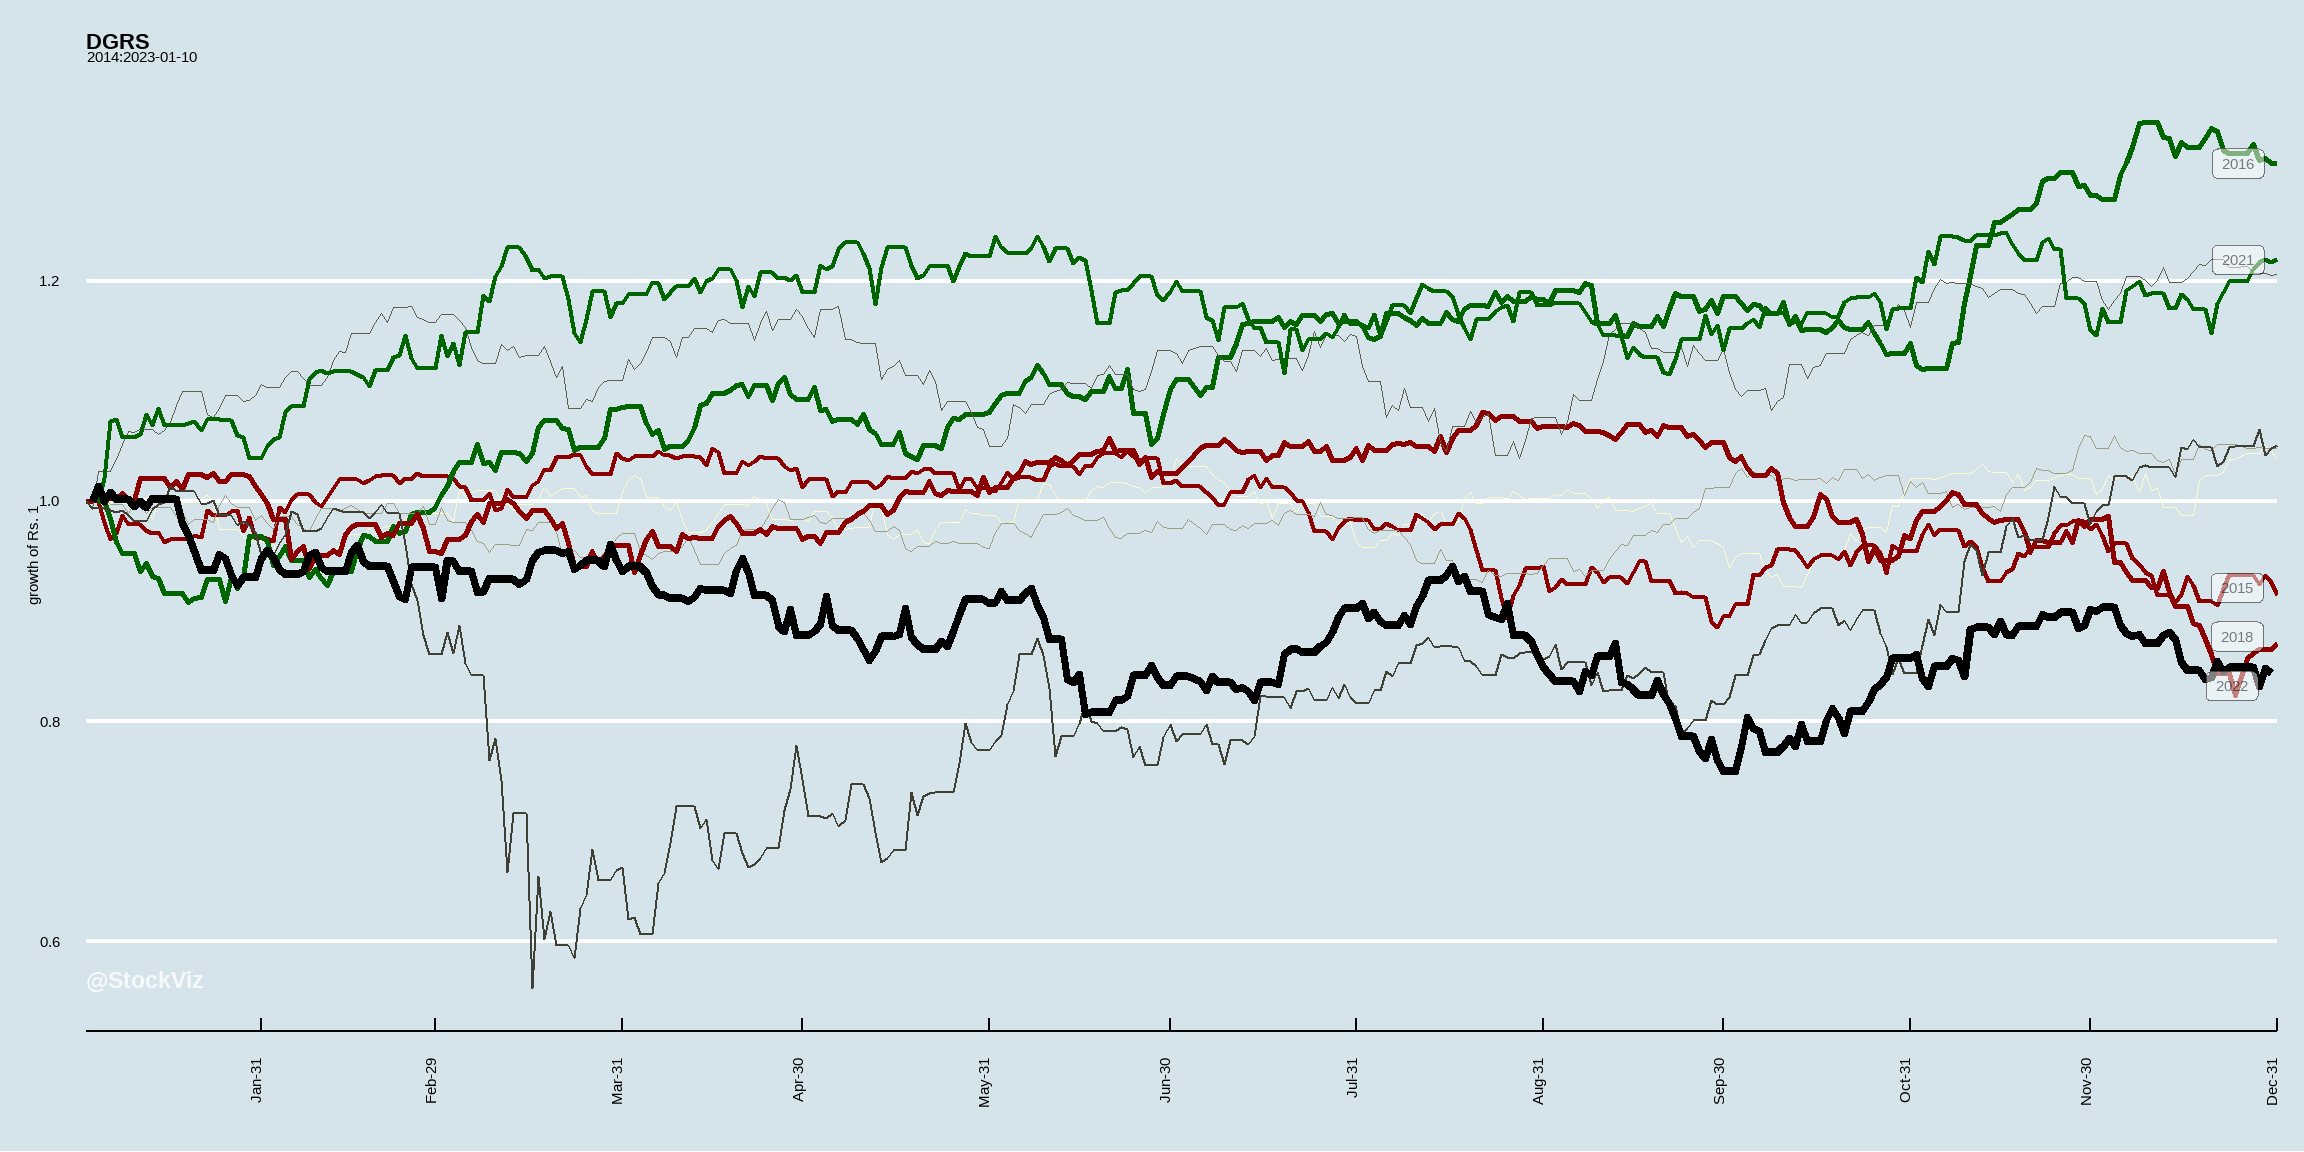 DGRS
2014:2023-01-10
growth of Rs. 1
1.2
1.0
0.8
0.6
2016
2021
2015
2018
2022
@StockViz
Jan-31
Feb-29
Mar-31
Apr-30
May-31
Jun-30
Jul-31
Aug-31
Sep-30
Oct-31
Nov-30
Dec-31